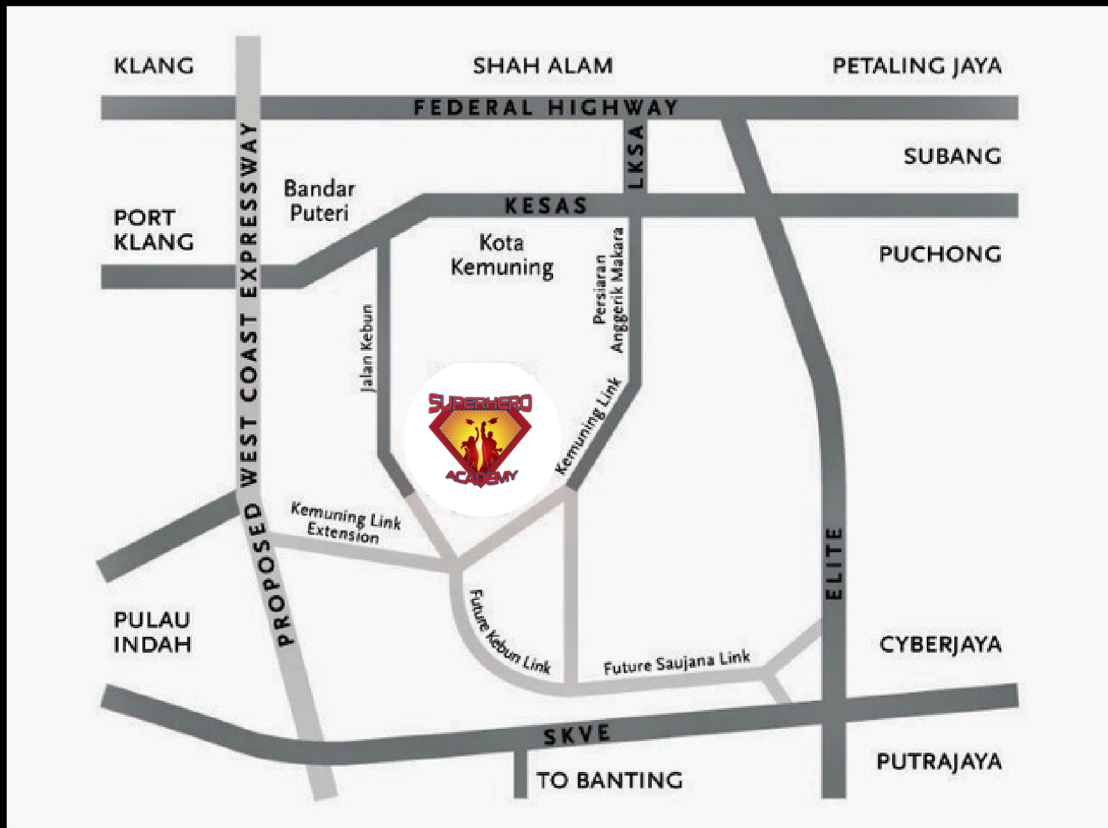 KLANG
SHAH ALAM
PETALING JAYA
FEDERAL HIGHWAY
LKSA
SUBANG
Bandar
Puteri
KESAS
PORT
KLANG
Kota
Kemuning
PUCHONG
PROPOSED WEST COAST EXPRESSWAY
Jalan Kebun
Persiaran
Anggerik Makara
SUPERHERO
ACADEMY
Kemuning Link
Kemuning Link
Extension
ELITE
PULAU
INDAH
Future Kebun Link
Future Saujana Link
CYBERJAYA
SKVE
TO BANTING
PUTRAJAYA